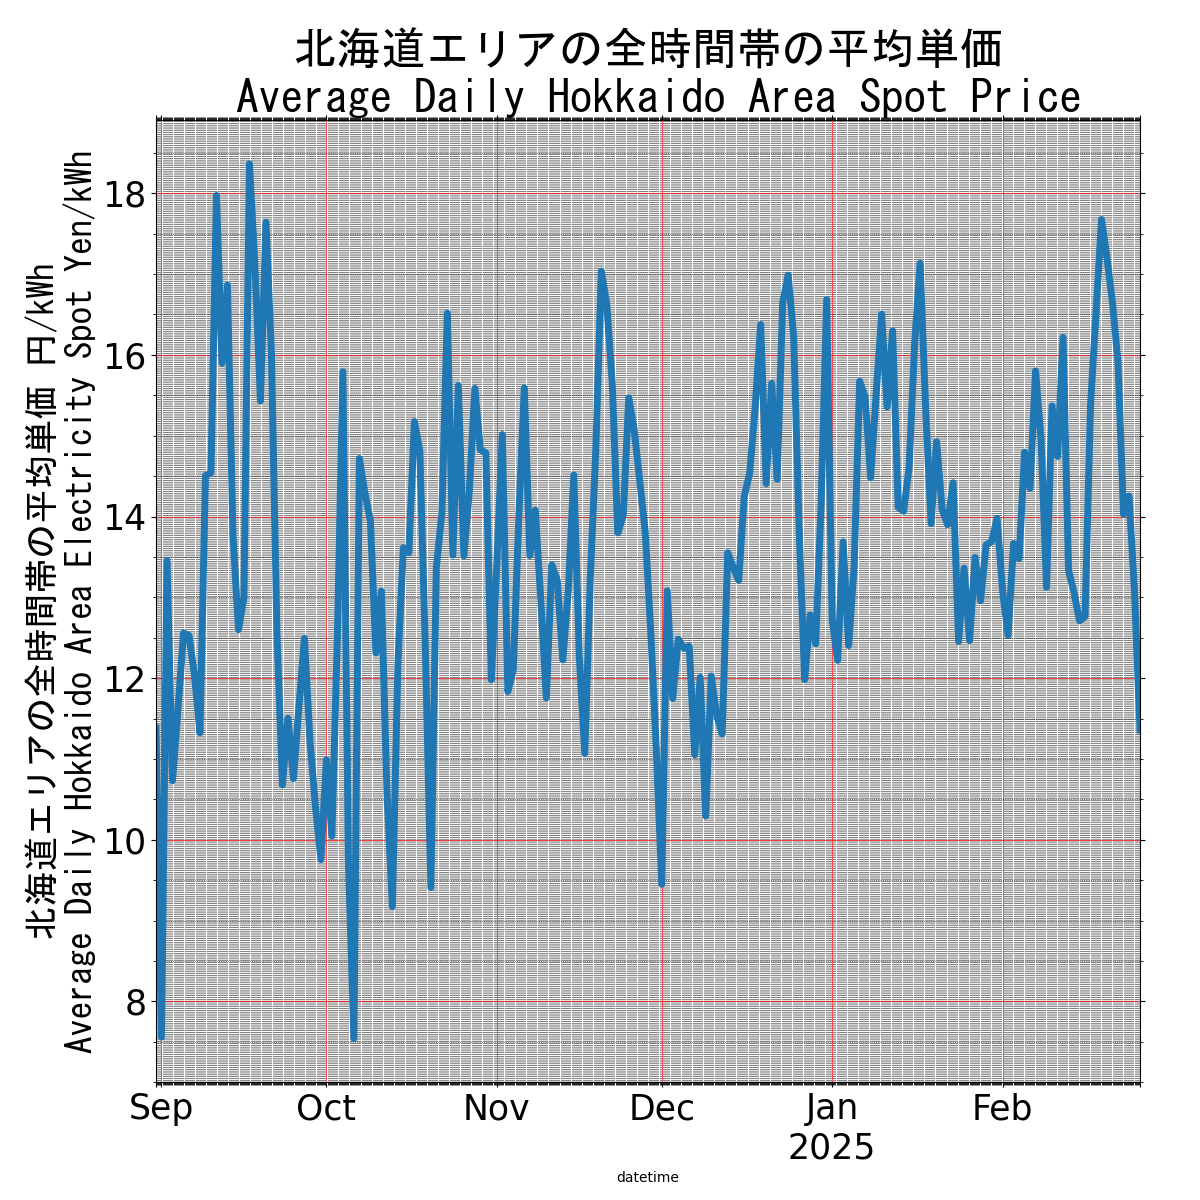 北海道エリアの全時間帯の平均単価
Average Daily Hokkaido Area Spot Price
北海道エリアの全時間帯の平均単価 円/kWh
Average Daily Hokkaido Area Electricity Spot Yen/kWh
18
16
14
12
10
8
Sep Oct Nov Dec Jan Feb
2025
datetime